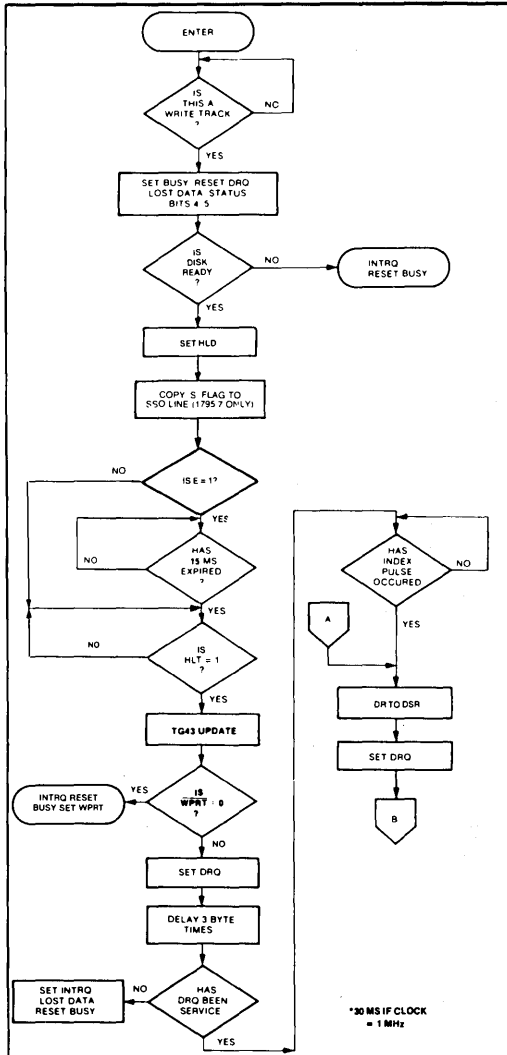 ENTER
IS
THIS A
WRITE TRACK
?
NO
YES
SET BUSY RESET DRQ
LOST DATA STATUS
BITS 4 5
IS
DISK
READY
?
NO
INTRQ
RESET BUSY
YES
SET HLD
COPY S FLAG TO
SSO LINE (1795 7 ONLY)
NO
IS E = 1?
YES
HAS
15 MS
EXPIRED
?
NO
YES
NO
IS
HLT = 1
?
YES
TG43 UPDATE
INTRQ RESET
BUSY SET WPRT
YES
IS
WPRT = 0
?
NO
SET DRQ
DELAY 3 BYTE
TIMES
SET INTRQ
LOST DATA
RESET BUSY
NO
HAS
DRQ BEEN
SERVICE
YES
HAS
INDEX
PULSE
OCCURED
NO
YES
A
DR TO DSR
SET DRQ
B
*30 MS IF CLOCK
= 1 MHz